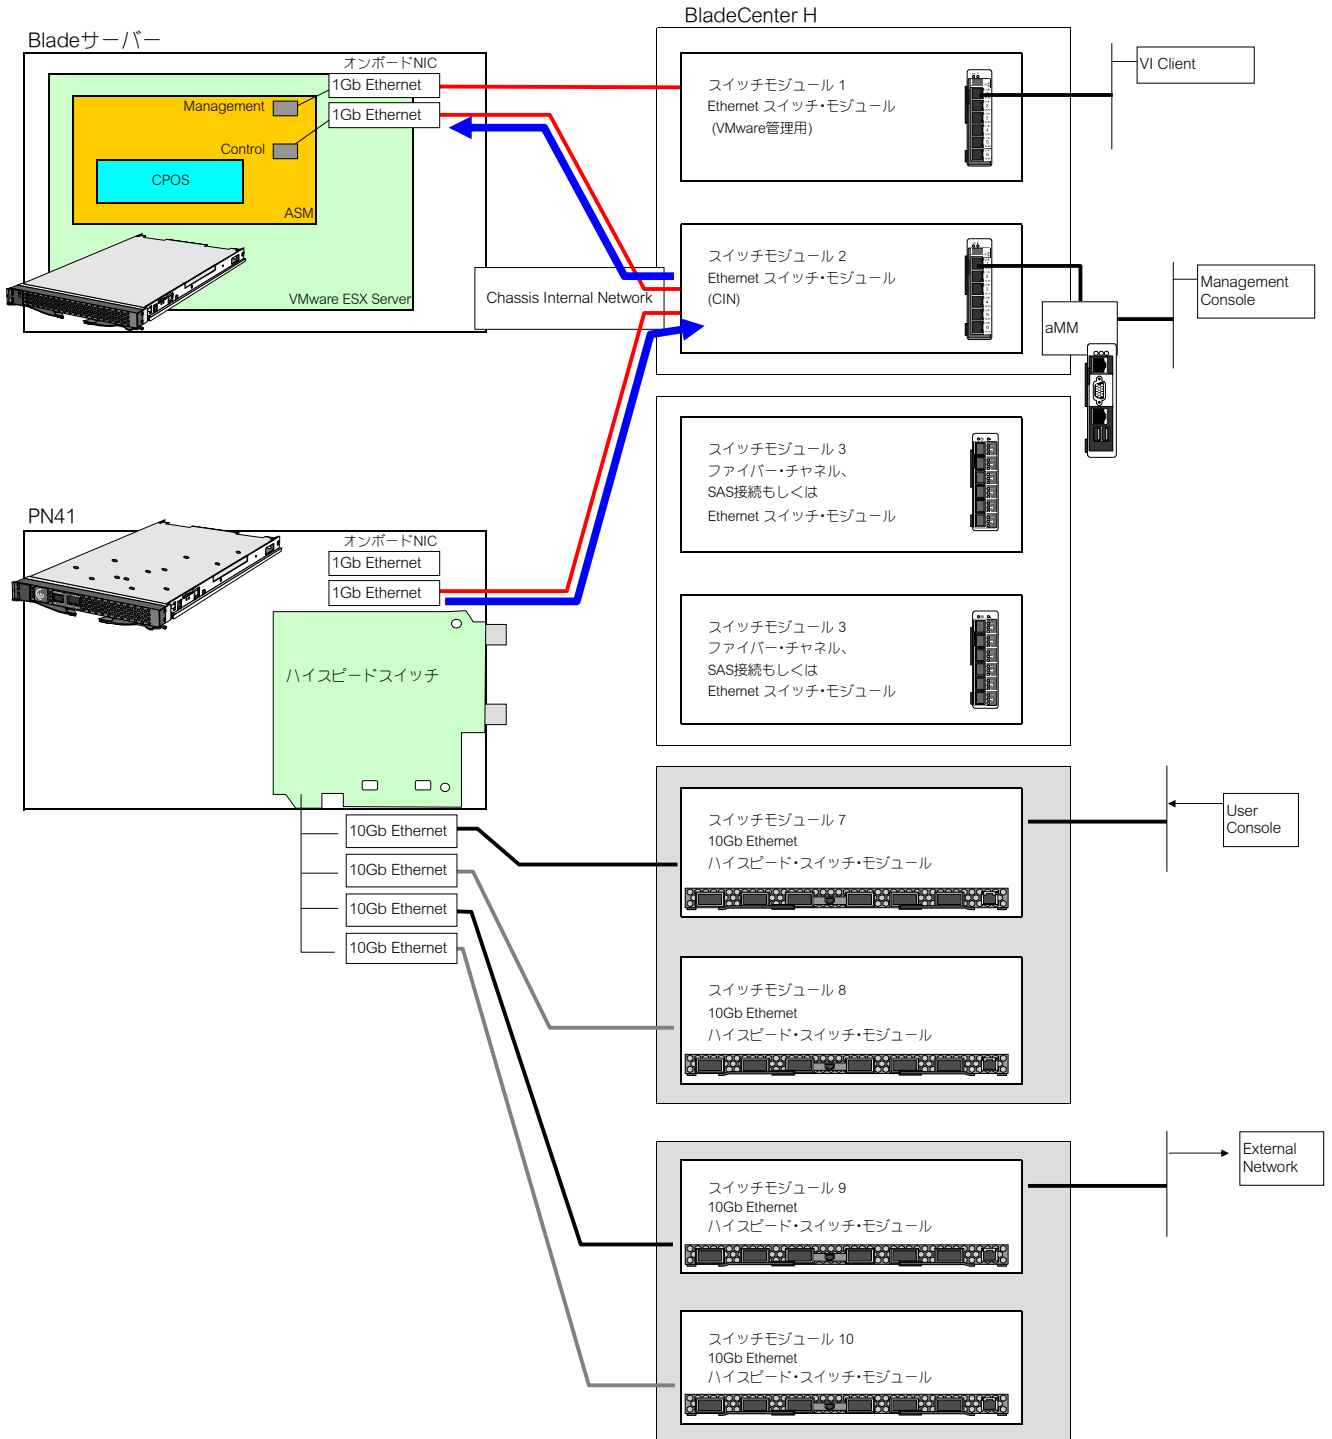 BladeCenter H
Bladeサーバー
オンボードNIC
1Gb Ethernet
1Gb Ethernet
Management
Control
CPOS
ASM
VMware ESX Server
スイッチモジュール 1
Ethernet スイッチ・モジュール
(VMware管理用)
VI Client
Chassis Internal Network
スイッチモジュール 2
Ethernet スイッチ・モジュール
(CIN)
aMM
Management
Console
スイッチモジュール 3
ファイバー・チャネル、
SAS接続もしくは
Ethernet スイッチ・モジュール
PN41
オンボードNIC
1Gb Ethernet
1Gb Ethernet
ハイスピードスイッチ
スイッチモジュール 3
ファイバー・チャネル、
SAS接続もしくは
Ethernet スイッチ・モジュール
10Gb Ethernet
10Gb Ethernet
10Gb Ethernet
10Gb Ethernet
スイッチモジュール 7
10Gb Ethernet
ハイスピード・スイッチ・モジュール
User
Console
スイッチモジュール 8
10Gb Ethernet
ハイスピード・スイッチ・モジュール
スイッチモジュール 9
10Gb Ethernet
ハイスピード・スイッチ・モジュール
External
Network
スイッチモジュール 10
10Gb Ethernet
ハイスピード・スイッチ・モジュール